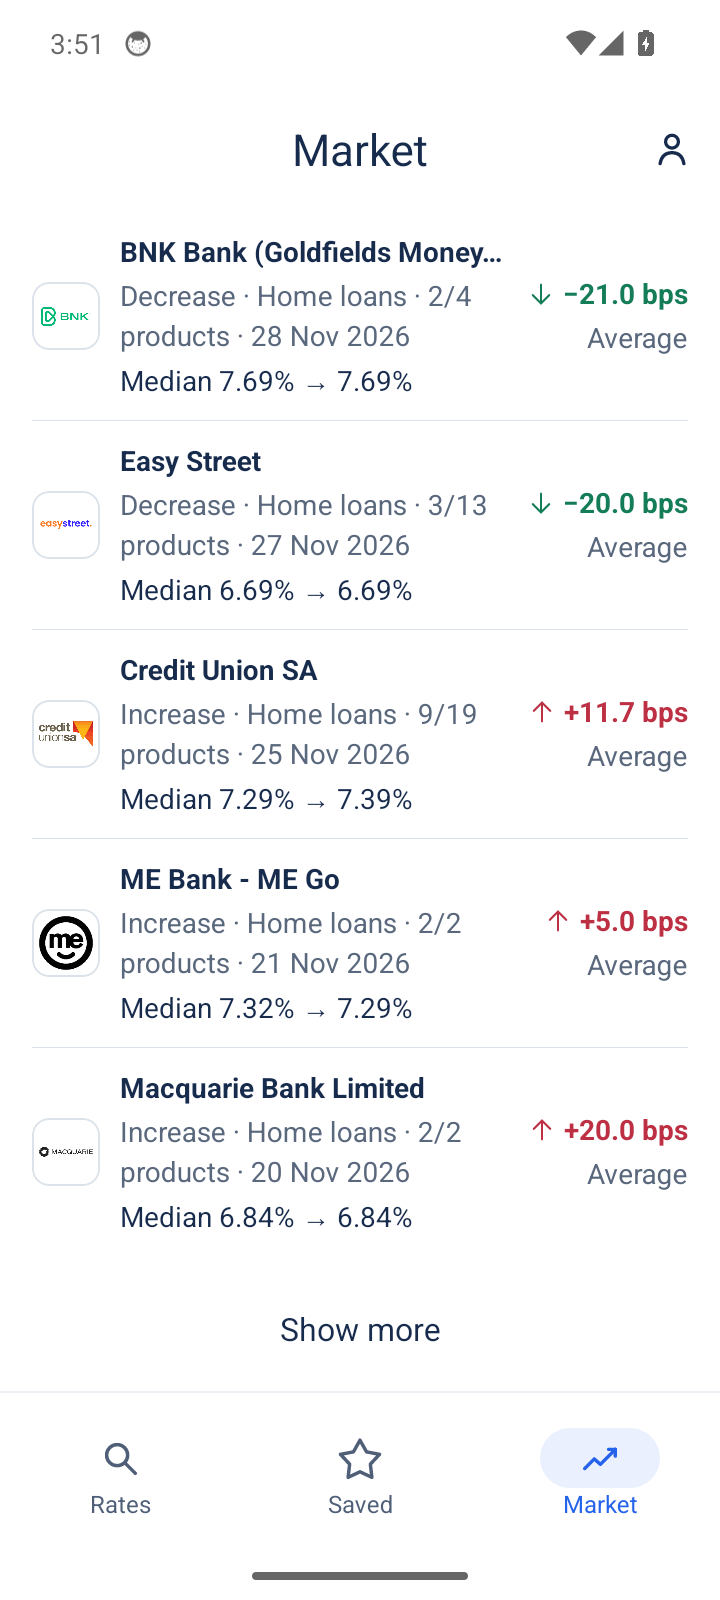 3:51
Market
BNK Bank (Goldfields Money...
Decrease · Home loans · 2/4
products · 28 Nov 2026
Median 7.69% → 7.69%
↓ −21.0 bps
Average
BNK
Easy Street
Decrease · Home loans · 3/13
products · 27 Nov 2026
Median 6.69% → 6.69%
↓ −20.0 bps
Average
easystreet.
Credit Union SA
Increase · Home loans · 9/19
products · 25 Nov 2026
Median 7.29% → 7.39%
↑ +11.7 bps
Average
credit
unionsa
ME Bank - ME Go
Increase · Home loans · 2/2
products · 21 Nov 2026
Median 7.32% → 7.29%
↑ +5.0 bps
Average
me
Macquarie Bank Limited
Increase · Home loans · 2/2
products · 20 Nov 2026
Median 6.84% → 6.84%
↑ +20.0 bps
Average
MACQUARIE
Show more
Rates
Saved
Market